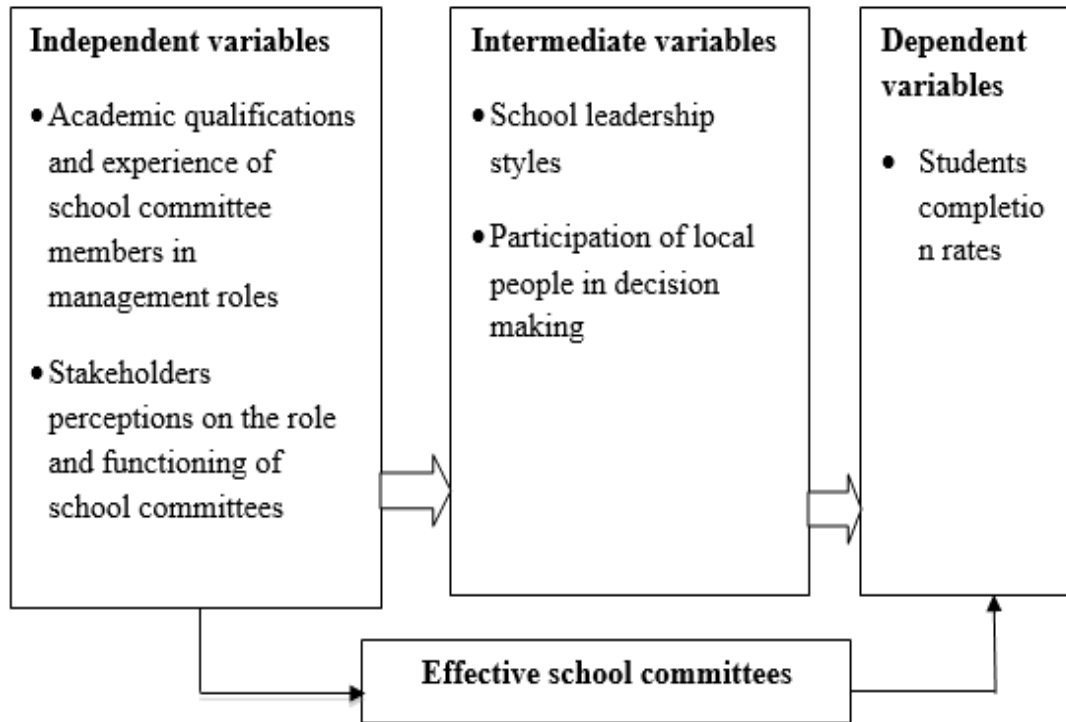 Independent variables
•Academic qualifications
and experience of
school committee
members in
management roles
•Stakeholders
perceptions on the role
and functioning of
school committees
Intermediate variables
•School leadership
styles
•Participation of local
people in decision
making
Dependent
variables
• Students
completio
n rates
Effective school committees